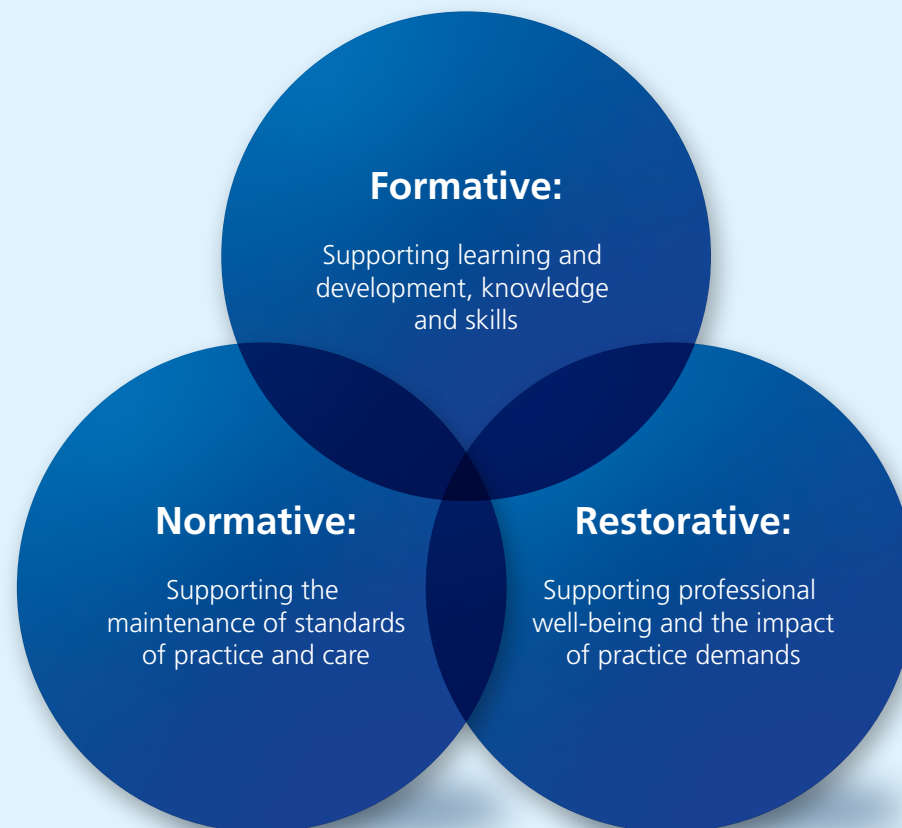 Formative:
Supporting learning and
development, knowledge
and skills
Normative:
Supporting the
maintenance of standards
of practice and care
Restorative:
Supporting professional
well-being and the impact
of practice demands